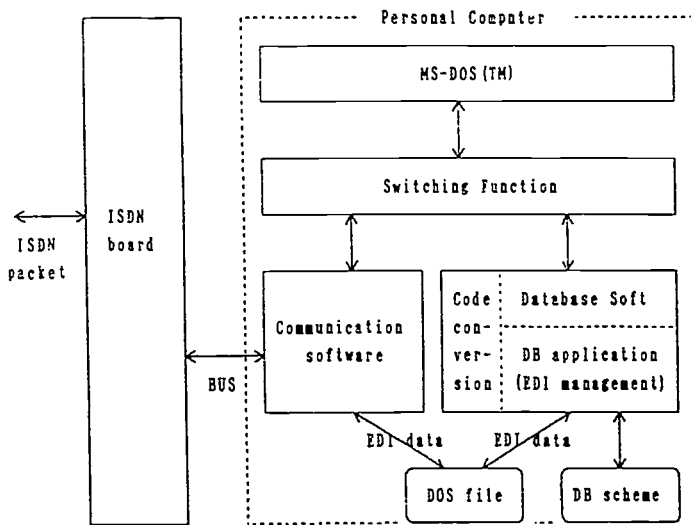 Personal Computer
MS-DOS(TM)
Switching Function
ISDN
packet
ISDN
board
BUS
Communication
software
Code
con-
ver-
sion
Database Soft
DB application
(EDI management)
EDI data
EDI data
DOS file
DB scheme